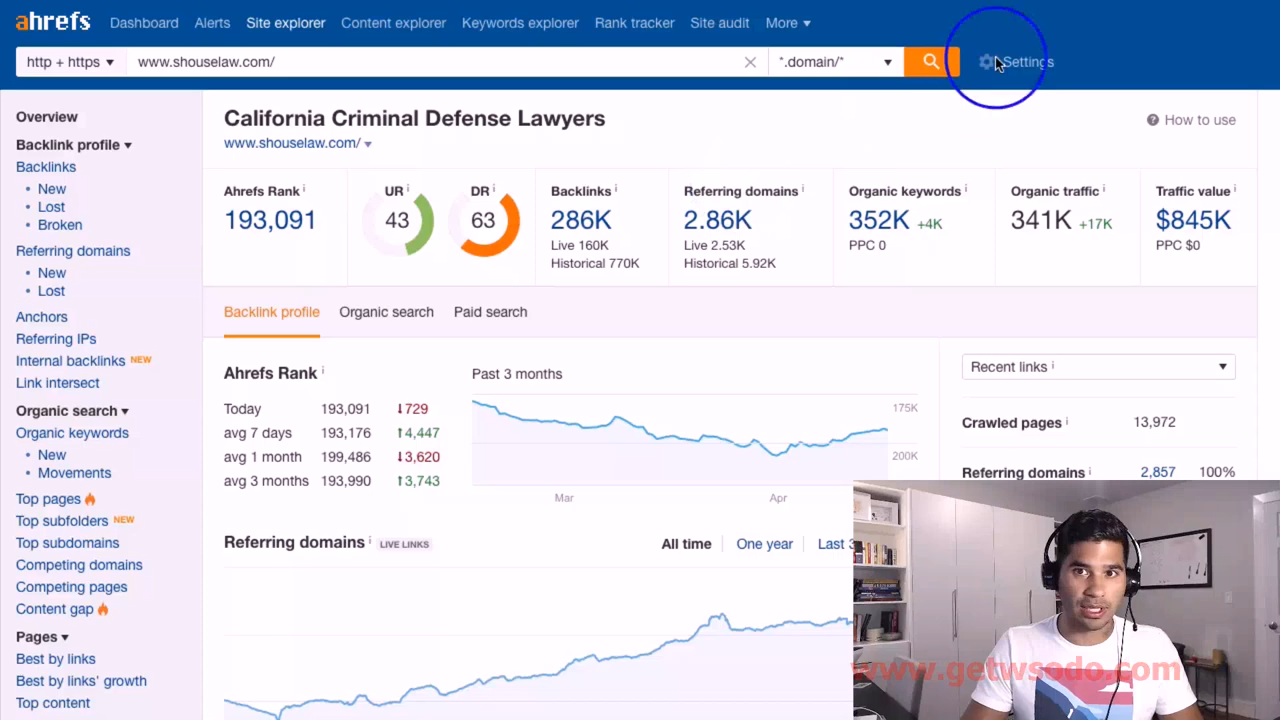 ahrefs Dashboard Alerts Site explorer Content explorer Keywords explorer Rank tracker Site audit More
http + https www.shouselaw.com/ *.domain/* Settings
Overview
Backlink profile
Backlinks
New
Lost
Broken
Referring domains
New
Lost
Anchors
Referring IPs
Internal backlinks NEW
Link intersect
Organic search
Organic keywords
New
Movements
Top pages
Top subfolders NEW
Top subdomains
Competing domains
Competing pages
Content gap
Pages
Best by links
Best by links' growth
Top content
California Criminal Defense Lawyers
How to use
www.shouselaw.com/
Ahrefs Rank i
193,091
UR i
43
DR i
63
Backlinks i
286K
Live 160K
Historical 770K
Referring domains i
2.86K
Live 2.53K
Historical 5.92K
Organic keywords i
352K +4K
PPC 0
Organic traffic i
341K +17K
Traffic value i
$845K
PPC $0
Backlink profile Organic search Paid search
Ahrefs Rank i
Today 193,091 ↓729
avg 7 days 193,176 ↑4,447
avg 1 month 199,486 ↓3,620
avg 3 months 193,990 ↑3,743
Past 3 months
175K
200K
Mar Apr
Recent links i
Crawled pages i 13,972
Referring domains i 2,857 100%
Referring domains i LIVE LINKS
All time One year Last 3
www.getwsodo.com